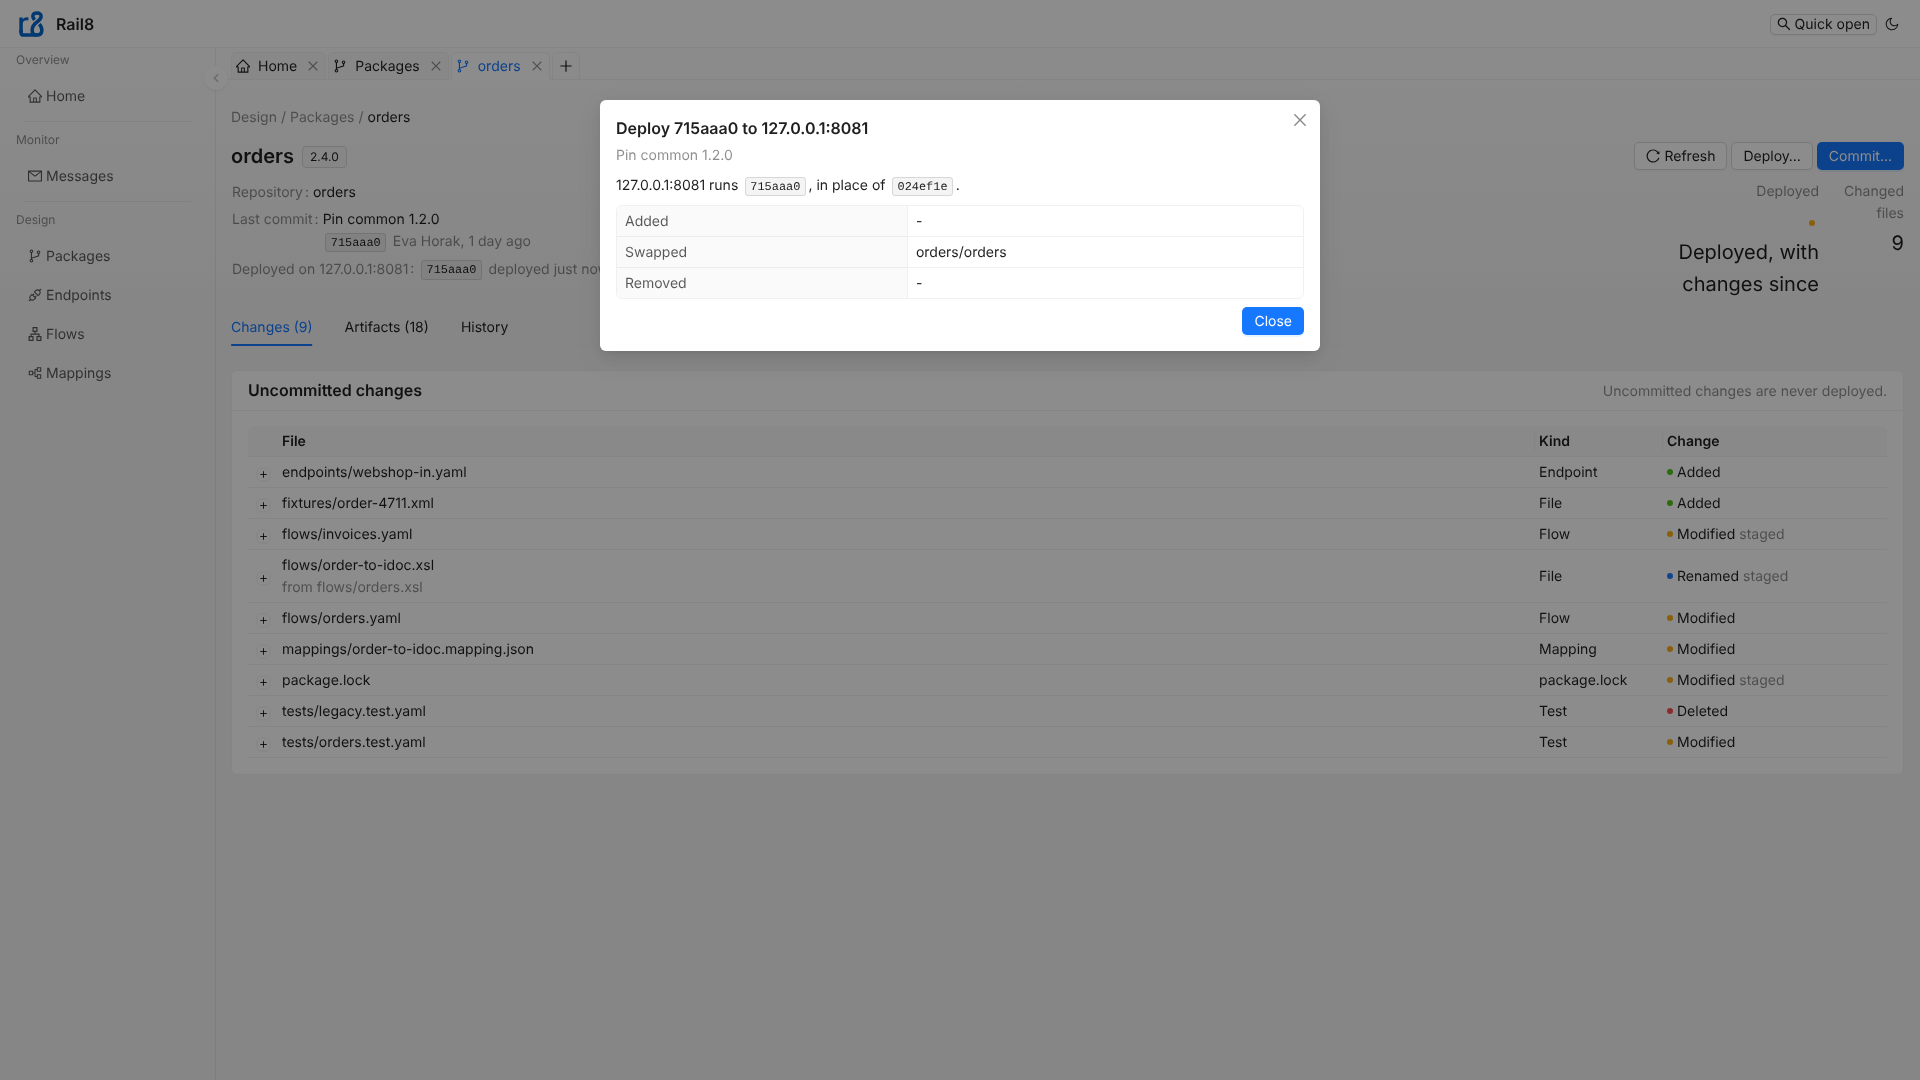 Rail8
Quick open
Overview
Home
Monitor
Messages
Design
Packages
Endpoints
Flows
Mappings
Home
Packages
orders
Design / Packages / orders
orders 2.4.0
Refresh
Deploy...
Commit...
Repository: orders
Last commit: Pin common 1.2.0
715aaa0 Eva Horak, 1 day ago
Deployed on 127.0.0.1:8081: 715aaa0 deployed just now
Deployed
Deployed, with
changes since
Changed
files
9
Deploy 715aaa0 to 127.0.0.1:8081
Pin common 1.2.0
127.0.0.1:8081 runs 715aaa0, in place of 024ef1e.
Added -
Swapped orders/orders
Removed -
Close
Changes (9)
Artifacts (18)
History
Uncommitted changes
Uncommitted changes are never deployed.
File Kind Change
+ endpoints/webshop-in.yaml Endpoint Added
+ fixtures/order-4711.xml File Added
+ flows/invoices.yaml Flow Modified staged
+ flows/order-to-idoc.xsl File Renamed staged
from flows/orders.xsl
+ flows/orders.yaml Flow Modified
+ mappings/order-to-idoc.mapping.json Mapping Modified
+ package.lock package.lock Modified staged
+ tests/legacy.test.yaml Test Deleted
+ tests/orders.test.yaml Test Modified